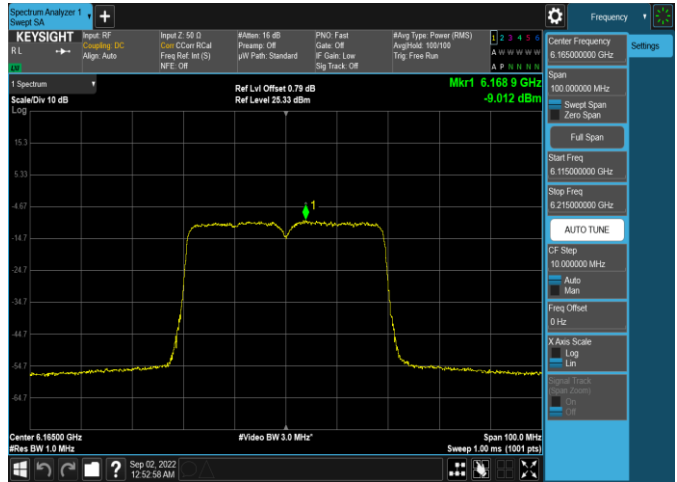 Spectrum Analyzer 1
Swept SA
Frequency
KEYSIGHT
RL
Input: RF
Coupling: DC
Align: Auto
Input Z: 50 Ω
Corr CCorr RCal
Freq Ref: Int (S)
NFE: Off
#Atten: 16 dB
Preamp: Off
µW Path: Standard
PNO: Fast
Gate: Off
IF Gain: Low
Sig Track: Off
#Avg Type: Power (RMS)
Avg|Hold: 100/100
Trig: Free Run
1 2 3 4 5 6
A W W W W W
A P N N N N
1 Spectrum
Scale/Div 10 dB
Log
Ref Lvl Offset 0.79 dB
Ref Level 25.33 dBm
Mkr1 6.168 9 GHz
-9.012 dBm
15.3
5.33
-4.67
-14.7
-24.7
-34.7
-44.7
-54.7
-64.7
1
Center 6.16500 GHz
#Res BW 1.0 MHz
#Video BW 3.0 MHz*
Span 100.0 MHz
Sweep 1.00 ms (1001 pts)
Sep 02, 2022
12:52:58 AM
Settings
Center Frequency
6.165000000 GHz
Span
100.000000 MHz
Swept Span
Zero Span
Full Span
Start Freq
6.115000000 GHz
Stop Freq
6.215000000 GHz
AUTO TUNE
CF Step
10.000000 MHz
Auto
Man
Freq Offset
0 Hz
X Axis Scale
Log
Lin
Signal Track
(Span Zoom)
On
Off